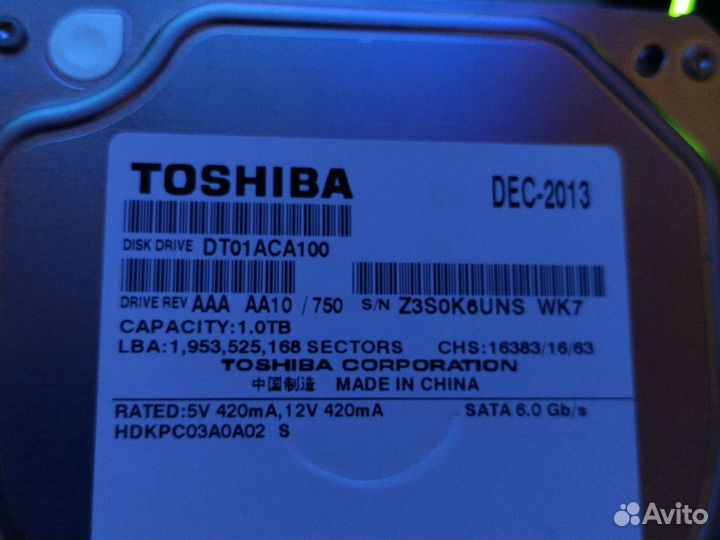 TOSHIBA
DEC-2013
DISK DRIVE DT01ACA100
DRIVE REV AAA AA10 / 750 S/N Z3S0K6UNS WK7
CAPACITY:1.0TB
LBA:1,953,525,168 SECTORS CHS:16383/16/63
TOSHIBA CORPORATION
中国制造 MADE IN CHINA
RATED:5V 420mA,12V 420mA SATA 6.0 Gb/s
HDKPC03A0A02 S
Avito